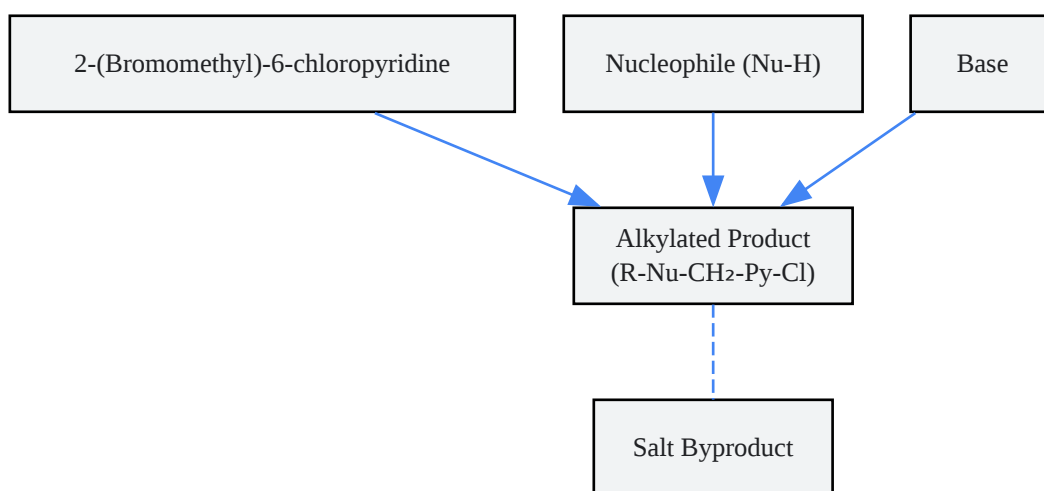 2-(Bromomethyl)-6-chloropyridine
Nucleophile (Nu-H)
Base
Alkylated Product
(R-Nu-CH₂-Py-Cl)
Salt Byproduct